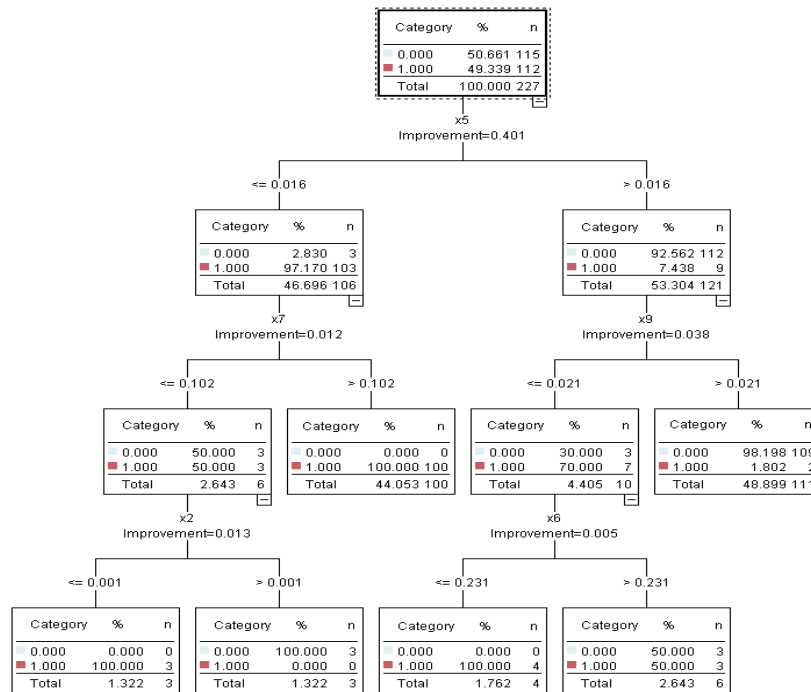 Category % n
0.000 50.661 115
1.000 49.339 112
Total 100.000 227
x5
Improvement=0.401
<= 0.016
> 0.016
Category % n
0.000 2.830 3
1.000 97.170 103
Total 46.696 106
Category % n
0.000 92.562 112
1.000 7.438 9
Total 53.304 121
x7
Improvement=0.012
x9
Improvement=0.038
<= 0.102
> 0.102
<= 0.021
> 0.021
Category % n
0.000 50.000 3
1.000 50.000 3
Total 2.643 6
Category % n
0.000 0.000 0
1.000 100.000 100
Total 44.053 100
Category % n
0.000 30.000 3
1.000 70.000 7
Total 4.405 10
Category % n
0.000 98.198 109
1.000 1.802 2
Total 48.899 111
x2
Improvement=0.013
x6
Improvement=0.005
<= 0.001
> 0.001
<= 0.231
> 0.231
Category % n
0.000 0.000 0
1.000 100.000 3
Total 1.322 3
Category % n
0.000 100.000 3
1.000 0.000 0
Total 1.322 3
Category % n
0.000 0.000 0
1.000 100.000 4
Total 1.762 4
Category % n
0.000 50.000 3
1.000 50.000 3
Total 2.643 6